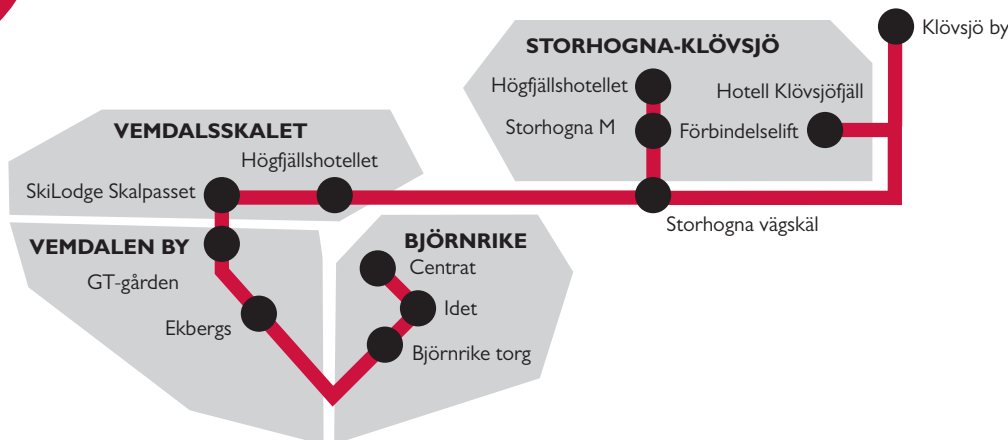 Klövsjö by
STORHOGNA-KLÖVSJÖ
Högfjällshotellet
Hotell Klövsjöfjäll
Storhogna M
Förbindelselift
VEMDALSSKALET
Högfjällshotellet
SkiLodge Skalpasset
Storhogna vägskäl
VEMDALEN BY
GT-gården
Ekbergs
BJÖRNRIKE
Centrat
Idet
Björnrike torg